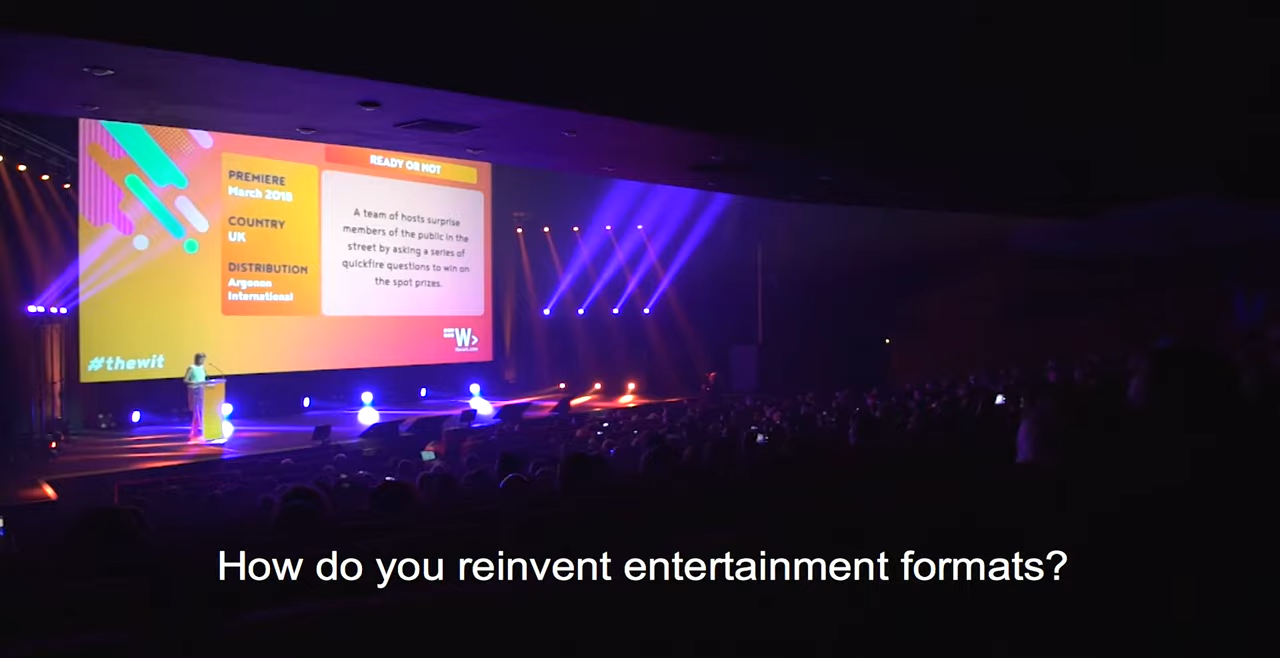 READY OR NOT
PREMIERE
March 2018
COUNTRY
UK
DISTRIBUTION
Argonon
International
A team of hosts surprise
members of the public in the
street by asking a series of
quickfire questions to win on
the spot prizes.
W
#thewit
How do you reinvent entertainment formats?